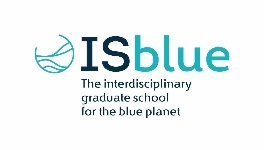 ISblue
The interdisciplinary
graduate school
for the blue planet